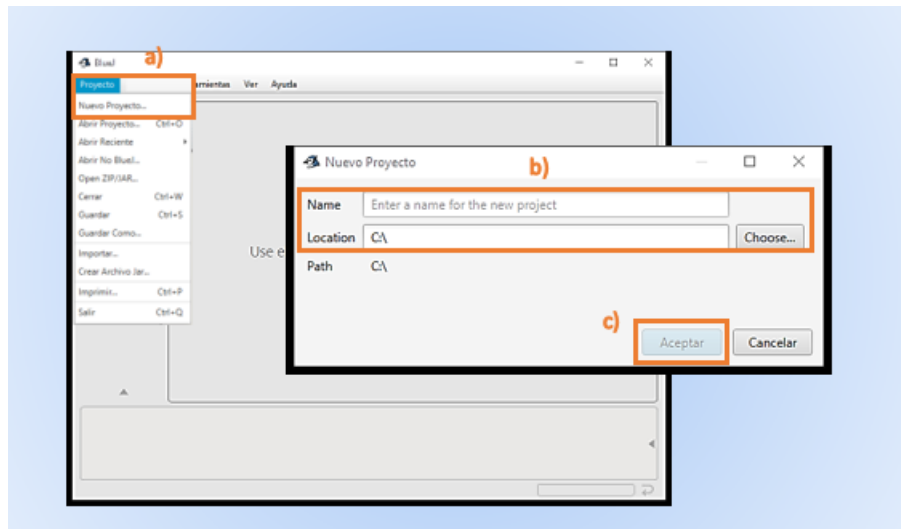 BlueJ
a)
Proyecto
amientas Ver Ayuda
Nuevo Proyecto...
Abrir Proyecto... Ctrl+O
Abrir Reciente
Abrir No BlueJ...
Open ZIP/JAR...
Cerrar Ctrl+W
Guardar Ctrl+S
Guardar Como...
Importar...
Crear Archivo Jar...
Imprimir... Ctrl+P
Salir Ctrl+Q
Use e
Nuevo Proyecto
b)
Name Enter a name for the new project
Location C:\ Choose...
Path C:\
c)
Aceptar Cancelar